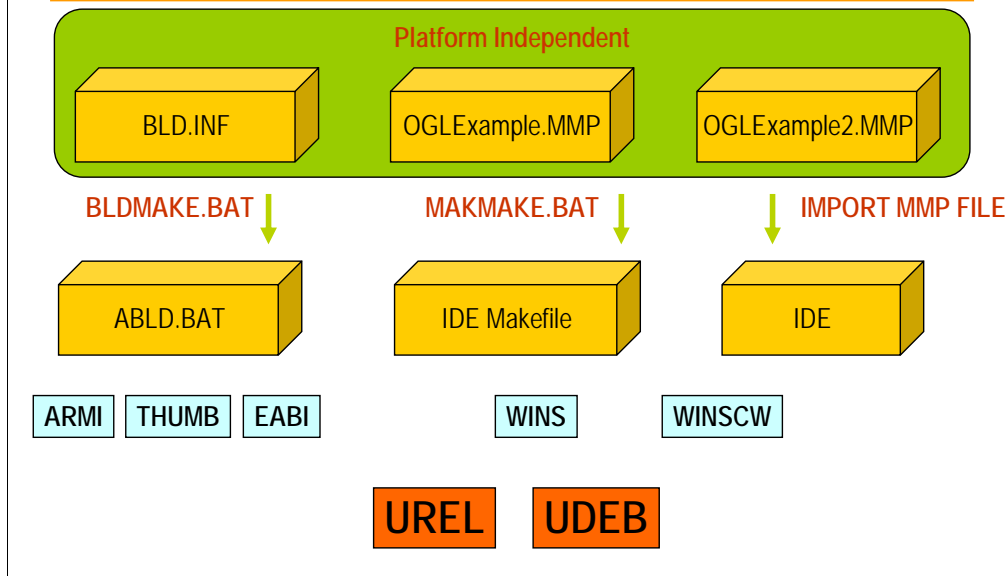 Platform Independent
BLD.INF
OGLExample.MMP
OGLExample2.MMP
BLDMAKE.BAT
MAKMAKE.BAT
IMPORT MMP FILE
ABLD.BAT
IDE Makefile
IDE
ARMI
THUMB
EABI
WINS
WINSCW
UREL
UDEB